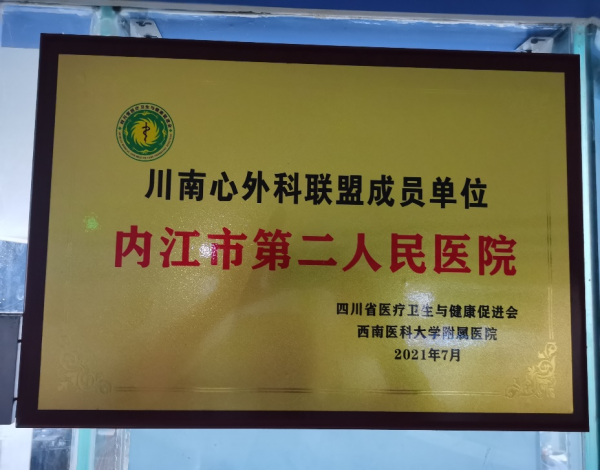 川南心外科联盟成员单位
内江市第二人民医院
四川省医疗卫生与健康促进会
西南医科大学附属医院
2021年7月